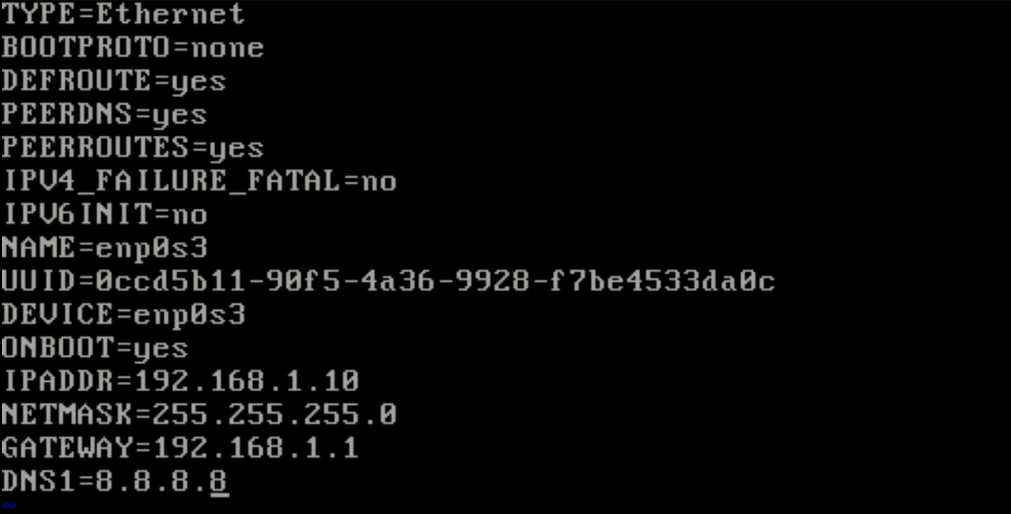 TYPE=Ethernet
BOOTPROTO=none
DEFROUTE=yes
PEERDNS=yes
PEERROUTES=yes
IPV4_FAILURE_FATAL=no
IPV6INIT=no
NAME=enp0s3
UUID=0ccd5b11-90f5-4a36-9928-f7be4533da0c
DEVICE=enp0s3
ONBOOT=yes
IPADDR=192.168.1.10
NETMASK=255.255.255.0
GATEWAY=192.168.1.1
DNS1=8.8.8.8